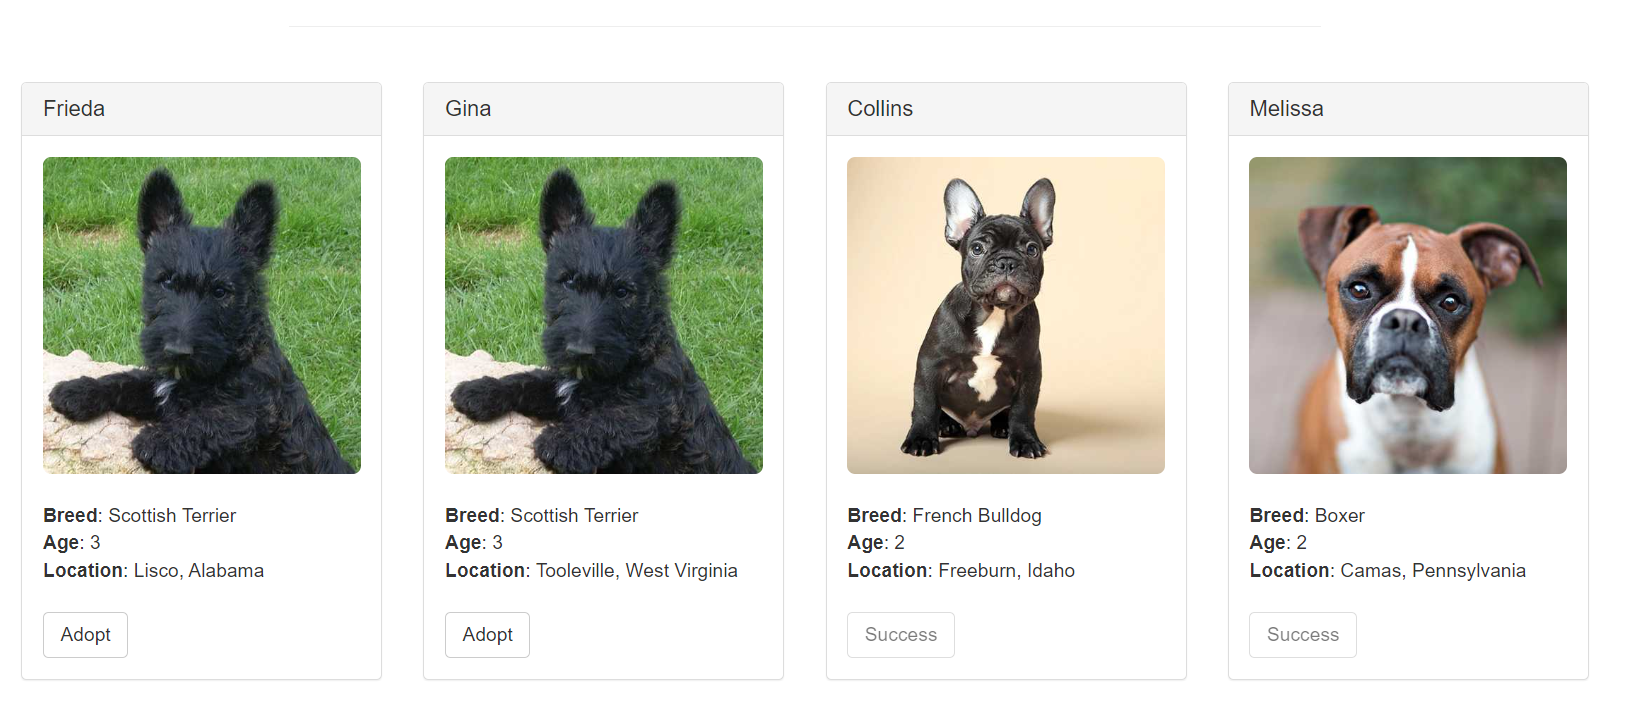 Frieda
Breed: Scottish Terrier
Age: 3
Location: Lisco, Alabama
Adopt
Gina
Breed: Scottish Terrier
Age: 3
Location: Tooleville, West Virginia
Adopt
Collins
Breed: French Bulldog
Age: 2
Location: Freeburn, Idaho
Success
Melissa
Breed: Boxer
Age: 2
Location: Camas, Pennsylvania
Success